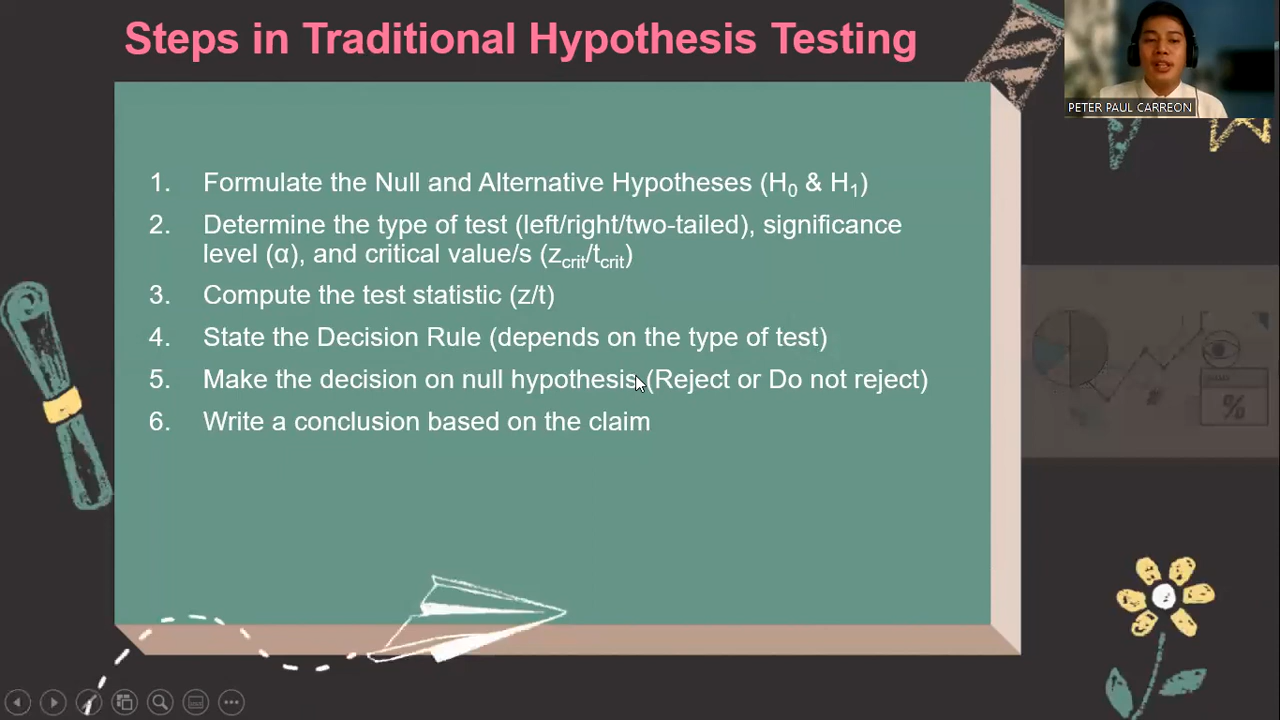 Steps in Traditional Hypothesis Testing
PETER PAUL CARREON
1. Formulate the Null and Alternative Hypotheses (H₀ & H₁)
2. Determine the type of test (left/right/two-tailed), significance
level (α), and critical value/s (z_crit/t_crit)
3. Compute the test statistic (z/t)
4. State the Decision Rule (depends on the type of test)
5. Make the decision on null hypothesis (Reject or Do not reject)
6. Write a conclusion based on the claim
%